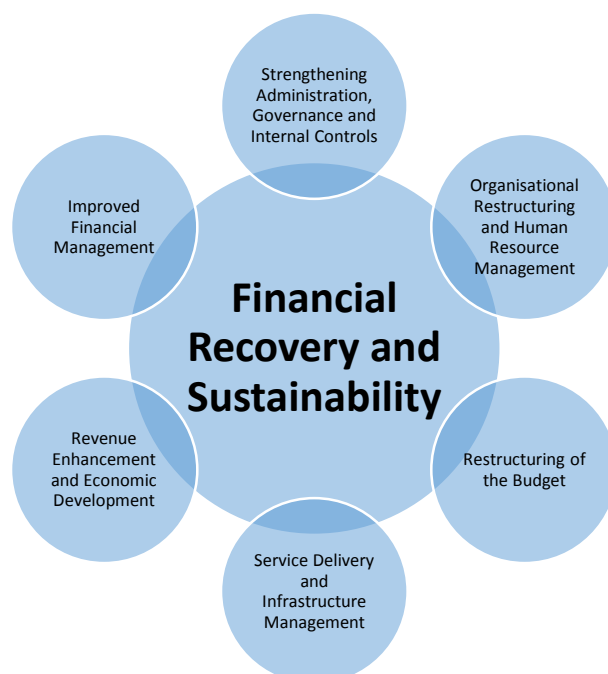 Strengthening
Administration,
Governance and
Internal Controls
Organisational
Restructuring
and Human
Resource
Management
Restructuring of
the Budget
Service Delivery
and
Infrastructure
Management
Revenue
Enhancement
and Economic
Development
Improved
Financial
Management
Financial
Recovery and
Sustainability